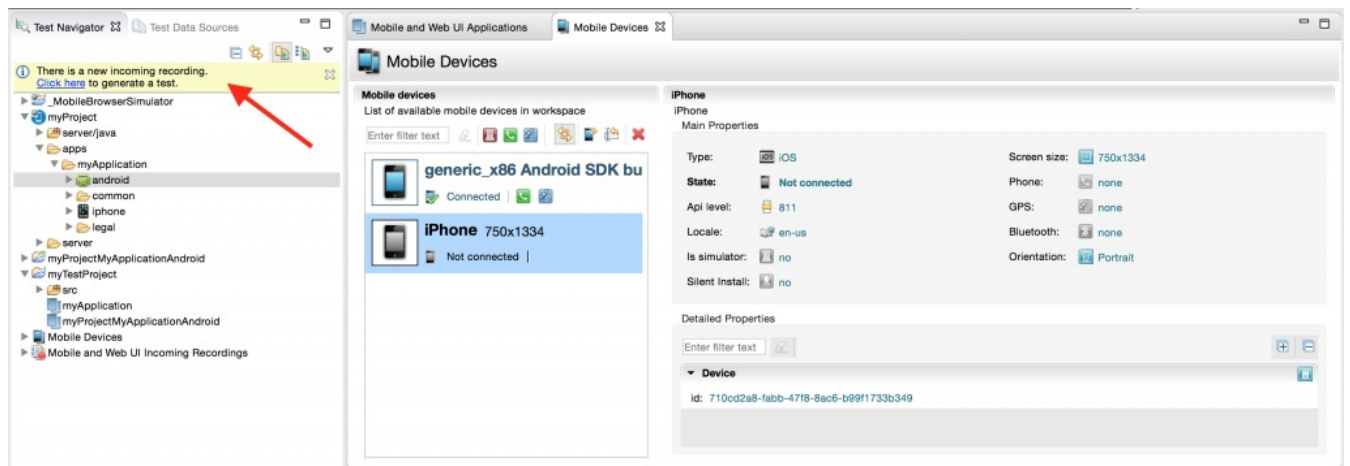 Test Navigator
Test Data Sources
There is a new incoming recording.
Click here to generate a test.
_MobileBrowserSimulator
myProject
server/java
apps
myApplication
android
common
iphone
legal
server
myProjectMyApplicationAndroid
myTestProject
src
myApplication
myProjectMyApplicationAndroid
Mobile Devices
Mobile and Web UI Incoming Recordings
Mobile and Web UI Applications
Mobile Devices
Mobile Devices
Mobile devices
List of available mobile devices in workspace
Enter filter text
generic_x86 Android SDK bu
Connected
iPhone 750x1334
Not connected
iPhone
iPhone
Main Properties
Type: iOS
State: Not connected
Api level: 811
Locale: en-us
Is simulator: no
Silent Install: no
Screen size: 750x1334
Phone: none
GPS: none
Bluetooth: none
Orientation: Portrait
Detailed Properties
Enter filter text
Device
id: 710cd2a8-fabb-47f8-8ac6-b99f1733b349